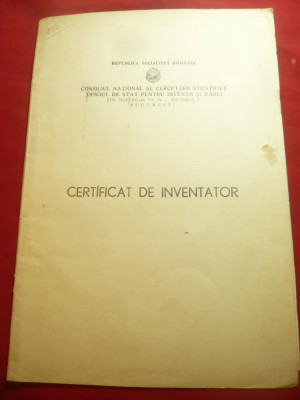 REPUBLICA SOCIALISTĂ ROMÂNIA
CONSILIUL NAȚIONAL AL CERCETĂRII ȘTIINȚIFICE
OFICIUL DE STAT PENTRU INVENȚII ȘI MĂRCI
BUCUREȘTI
CERTIFICAT DE INVENTATOR